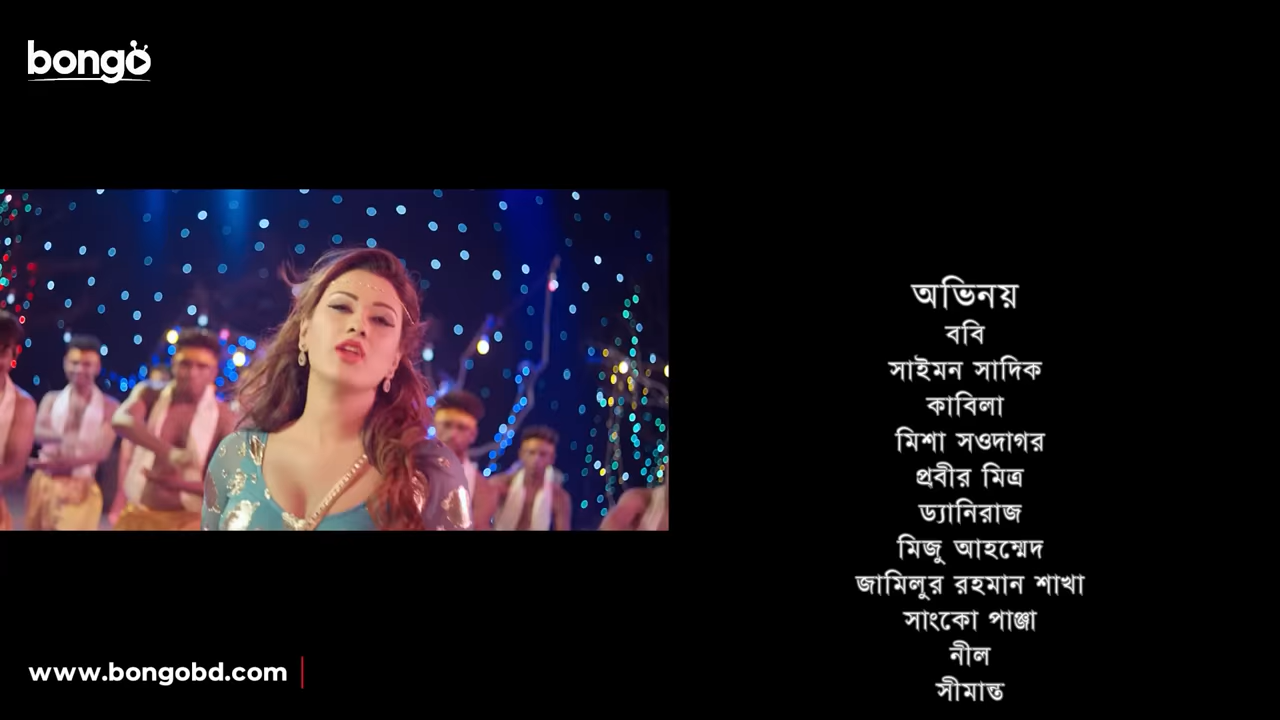 bongo
অভিনয়
ববি
সাইমন সাদিক
কাবিলা
মিশা সওদাগর
প্রবীর মিত্র
ড্যানিরাজ
মিজু আহম্মেদ
জামিলুর রহমান শাখা
সাংকো পাঞ্জা
নীল
সীমান্ত
www.bongobd.com